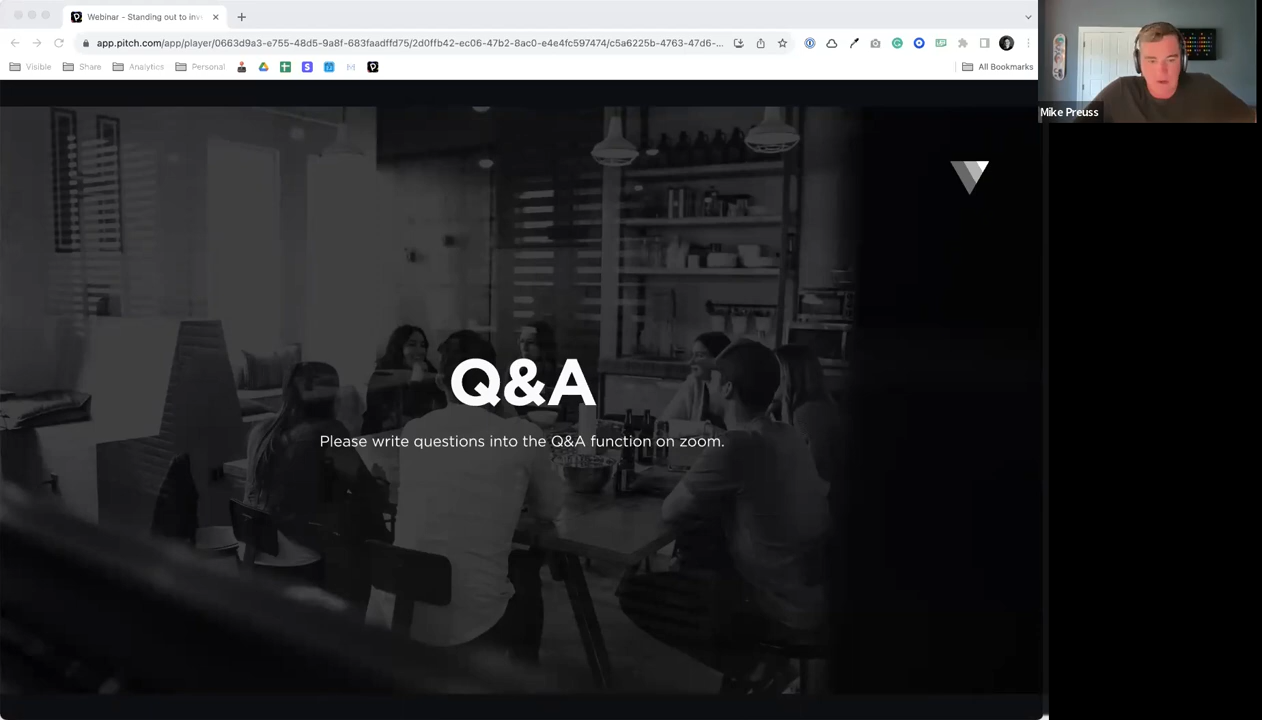 Webinar - Standing out to inv
app.pitch.com/app/player/0663d9a3-e755-48d5-9a8f-683faadffd75/2d0ffb42-ec06-47b2-8ac0-e4e4fc597474/c5a6225b-4763-47d6-...
Visible Share Analytics Personal All Bookmarks
Mike Preuss
Q&A
Please write questions into the Q&A function on zoom.